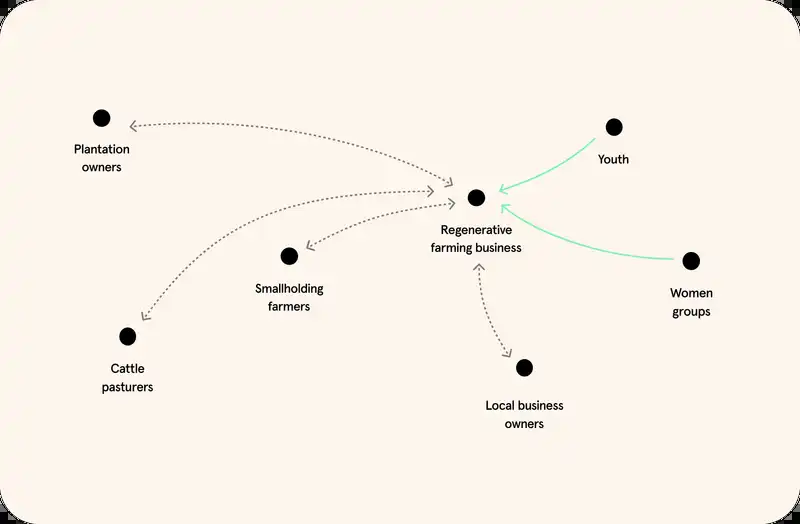 Plantation
owners
Youth
Regenerative
farming business
Smallholding
farmers
Women
groups
Cattle
pasturers
Local business
owners